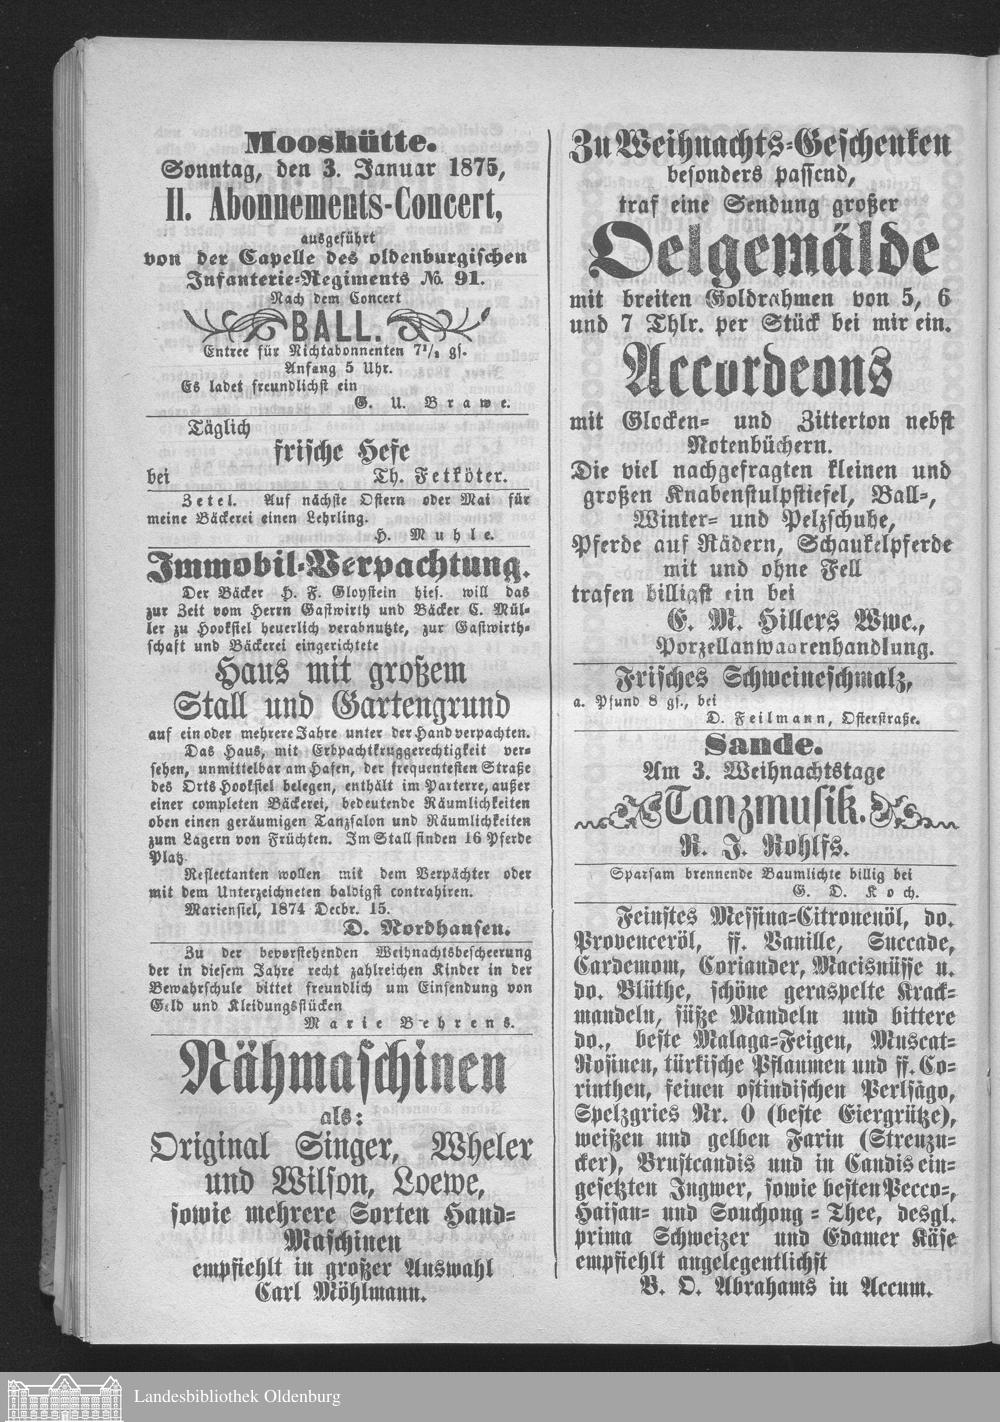 Mooshütte.
Sonntag, den 3. Januar 1875,
II. Abonnements-Concert,
ausgeführt
von der Capelle des oldenburgischen
Infanterie-Regiments No. 91.
Nach dem Concert
BALL.
Entree für Nichtabonnenten 7½ gs.
Anfang 5 Uhr.
Es ladet freundlichst ein
G. U. Brawe.
Täglich
frische Hefe
bei Th. Fetköter.
Zetel. Auf nächste Ostern oder Mai für
meine Bäckerei einen Lehrling.
H. Muhle.
Immobil-Verpachtung.
Der Bäcker H. F. Gloystein hies. will das
zur Zeit vom Herrn Gastwirth und Bäcker C. Mül-
ler zu Hooksiel heuerlich verabnutzte, zur Gastwirth-
schaft und Bäckerei eingerichtete
Haus mit großem
Stall und Gartengrund
auf ein oder mehrere Jahre unter der Hand verpachten.
Das Haus, mit Erbpachtkruggerechtigkeit ver-
sehen, unmittelbar am Hafen, der frequentesten Straße
des Orts Hooksiel belegen, enthält im Parterre, außer
einer completen Bäckerei, bedeutende Räumlichkeiten
oben einen geräumigen Tanzsalon und Räumlichkeiten
zum Lagern von Früchten. Im Stall finden 16 Pferde
Platz.
Reflectanten wollen mit dem Verpächter oder
mit dem Unterzeichneten baldigst contrahiren.
Mariensiel, 1874 Decbr. 15.
D. Nordhausen.
Zu der bevorstehenden Weihnachtsbescheerung
der in diesem Jahre recht zahlreichen Kinder in der
Bewahrschule bittet freundlich um Einsendung von
Geld und Kleidungsstücken
Marie Behrens.
Nähmaschinen
als:
Original Singer, Wheler
und Wilson, Loewe,
sowie mehrere Sorten Hand-
Maschinen
empfiehlt in großer Auswahl
Carl Möhlmann.
Zu Weihnachts-Geschenken
besonders passend,
traf eine Sendung großer
Oelgemälde
mit breiten Goldrahmen von 5, 6
und 7 Thlr. per Stück bei mir ein.
Accordeons
mit Glocken- und Zitterton nebst
Notenbüchern.
Die viel nachgefragten kleinen und
großen Knabenstulpstiefel, Ball-,
Winter- und Pelzschuhe,
Pferde auf Rädern, Schaukelpferde
mit und ohne Fell
trafen billigst ein bei
E. M. Hillers Wwe.,
Porzellanwaarenhandlung.
Frisches Schweineschmalz,
a. Pfund 8 gs., bei
D. Feilmann, Osterstraße.
Sande.
Am 3. Weihnachtstage
Tanzmusik.
R. J. Rohlfs.
Sparsam brennende Baumlichte billig bei
G. D. Koch.
Feinstes Messina-Citronenöl, do.
Provenceröl, ff. Vanille, Succade,
Cardemom, Coriander, Macisnüsse u.
do. Blüthe, schöne geraspelte Krack-
mandeln, süße Mandeln und bittere
do., beste Malaga-Feigen, Muscat-
Rosinen, türkische Pflaumen und ff. Co-
rinthen, feinen ostindischen Perlsago,
Spelzgries Nr. 0 (beste Eiergrütze),
weißen und gelben Farin (Streuzu-
cker), Brustcandis und in Candis ein-
gesetzten Ingwer, sowie besten Pecco-,
Haisan- und Souchong-Thee, desgl.
prima Schweizer und Edamer Käse
empfiehlt angelegentlichst
B. O. Abrahams in Accum.
Landesbibliothek Oldenburg